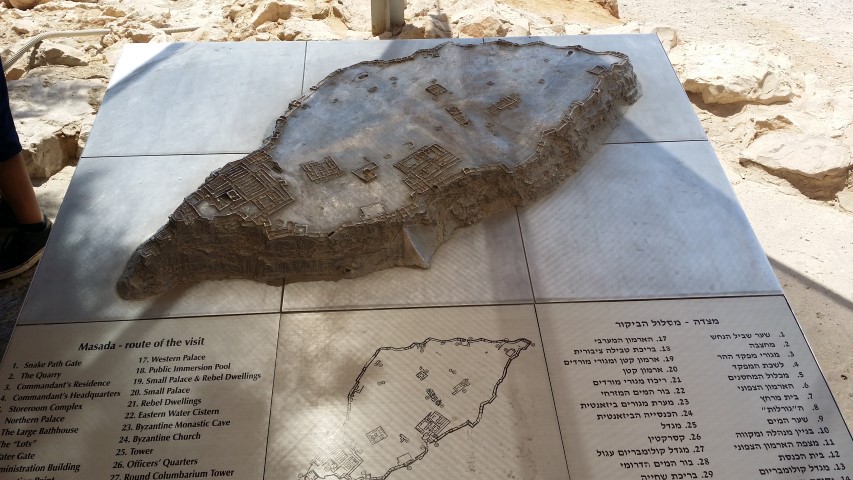 Masada - route of the visit
1. Snake Path Gate
2. The Quarry
3. Commandant's Residence
4. Commandant's Headquarters
Storeroom Complex
Northern Palace
The Large Bathhouse
The "Lots"
Water Gate
ministration Building
Point
17. Western Palace
18. Public Immersion Pool
19. Small Palace & Rebel Dwellings
20. Small Palace
21. Rebel Dwellings
22. Eastern Water Cistern
23. Byzantine Monastic Cave
24. Byzantine Church
25. Tower
26. Officers' Quarters
27. Round Columbarium Tower
מצדה - מסלול הביקור
1. שער שביל הנחש
2. מחצבה
3. מגורי מפקד ההר
4. לשכת המפקד
5. מכלול המחסנים
6. הארמון הצפוני
7. בית מרחץ
8. ה"גורלות"
9. שער המים
10. בניין מנהלה ומקווה
11. מצפה הארמון הצפוני
12. בית הכנסת
13. מגדל קולומבריום
17. הארמון המערבי
18. בריכת טבילה ציבורית
19. ארמון קטן ומגורי מורדים
20. ארמון קטן
21. ריכוז מגורי מורדים
22. בור המים המזרחי
23. מערת מגורים ביזאנטית
24. הכנסייה הביזאנטית
25. מגדל
26. קסרקטין
27. מגדל קולומבריום עגול
28. בור המים הדרומי
29. בריכת שחייה